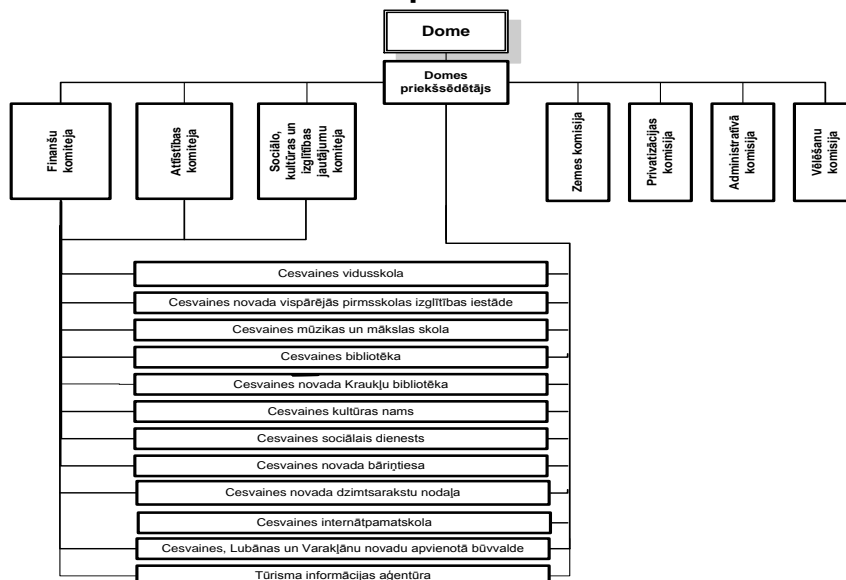 Dome
Domes
priekšsēdētājs
Finanšu
komiteja
Attīstības
komiteja
Sociālo,
kultūras un
izglītības
jautājumu
komiteja
Zemes komisija
Privatizācijas
komisija
Administratīvā
komisija
Vēlēšanu
komisija
Cesvaines vidusskola
Cesvaines novada vispārējās pirmsskolas izglītības iestāde
Cesvaines mūzikas un mākslas skola
Cesvaines bibliotēka
Cesvaines novada Kraukļu bibliotēka
Cesvaines kultūras nams
Cesvaines sociālais dienests
Cesvaines novada bāriņtiesa
Cesvaines novada dzimtsarakstu nodaļa
Cesvaines internātpamatskola
Cesvaines, Lubānas un Varakļānu novadu apvienotā būvvalde
Tūrisma informācijas aģentūra